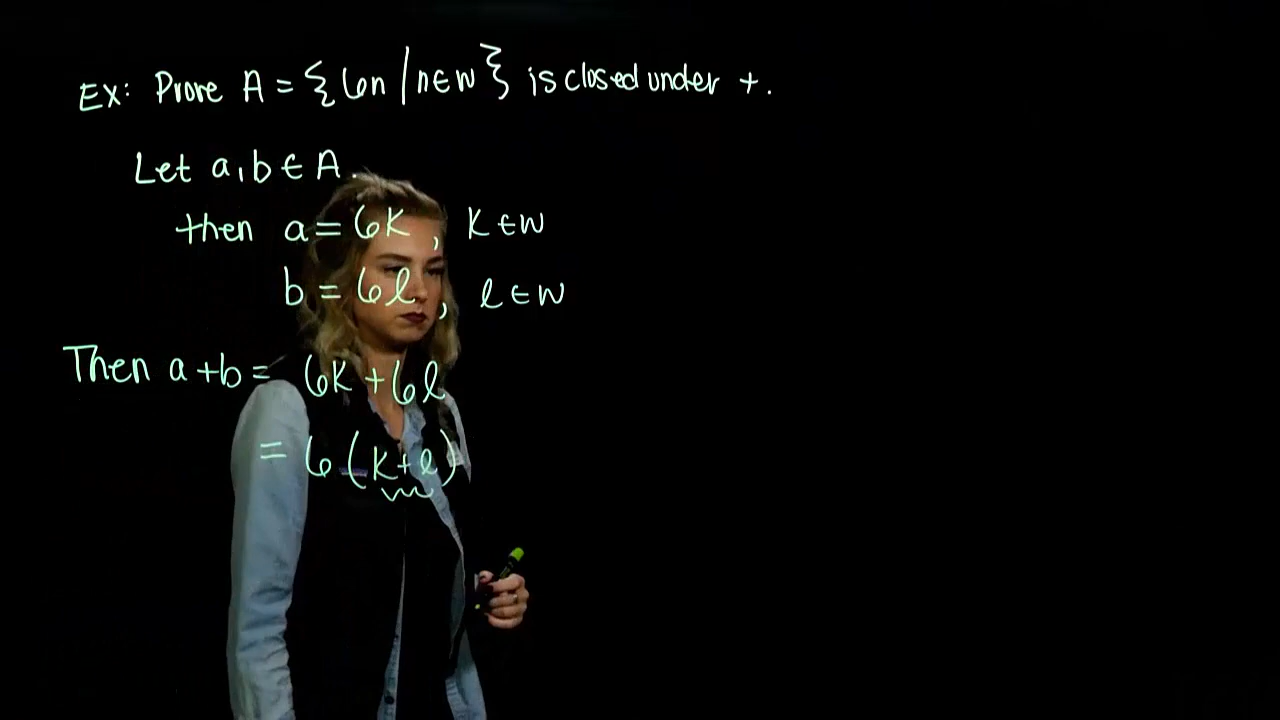 EX: Prove A = {6n | n ∈ W} is closed under +.
Let a, b ∈ A.
then a = 6k, k ∈ W
b = 6ℓ, ℓ ∈ W
Then a + b = 6k + 6ℓ
= 6(k + ℓ)